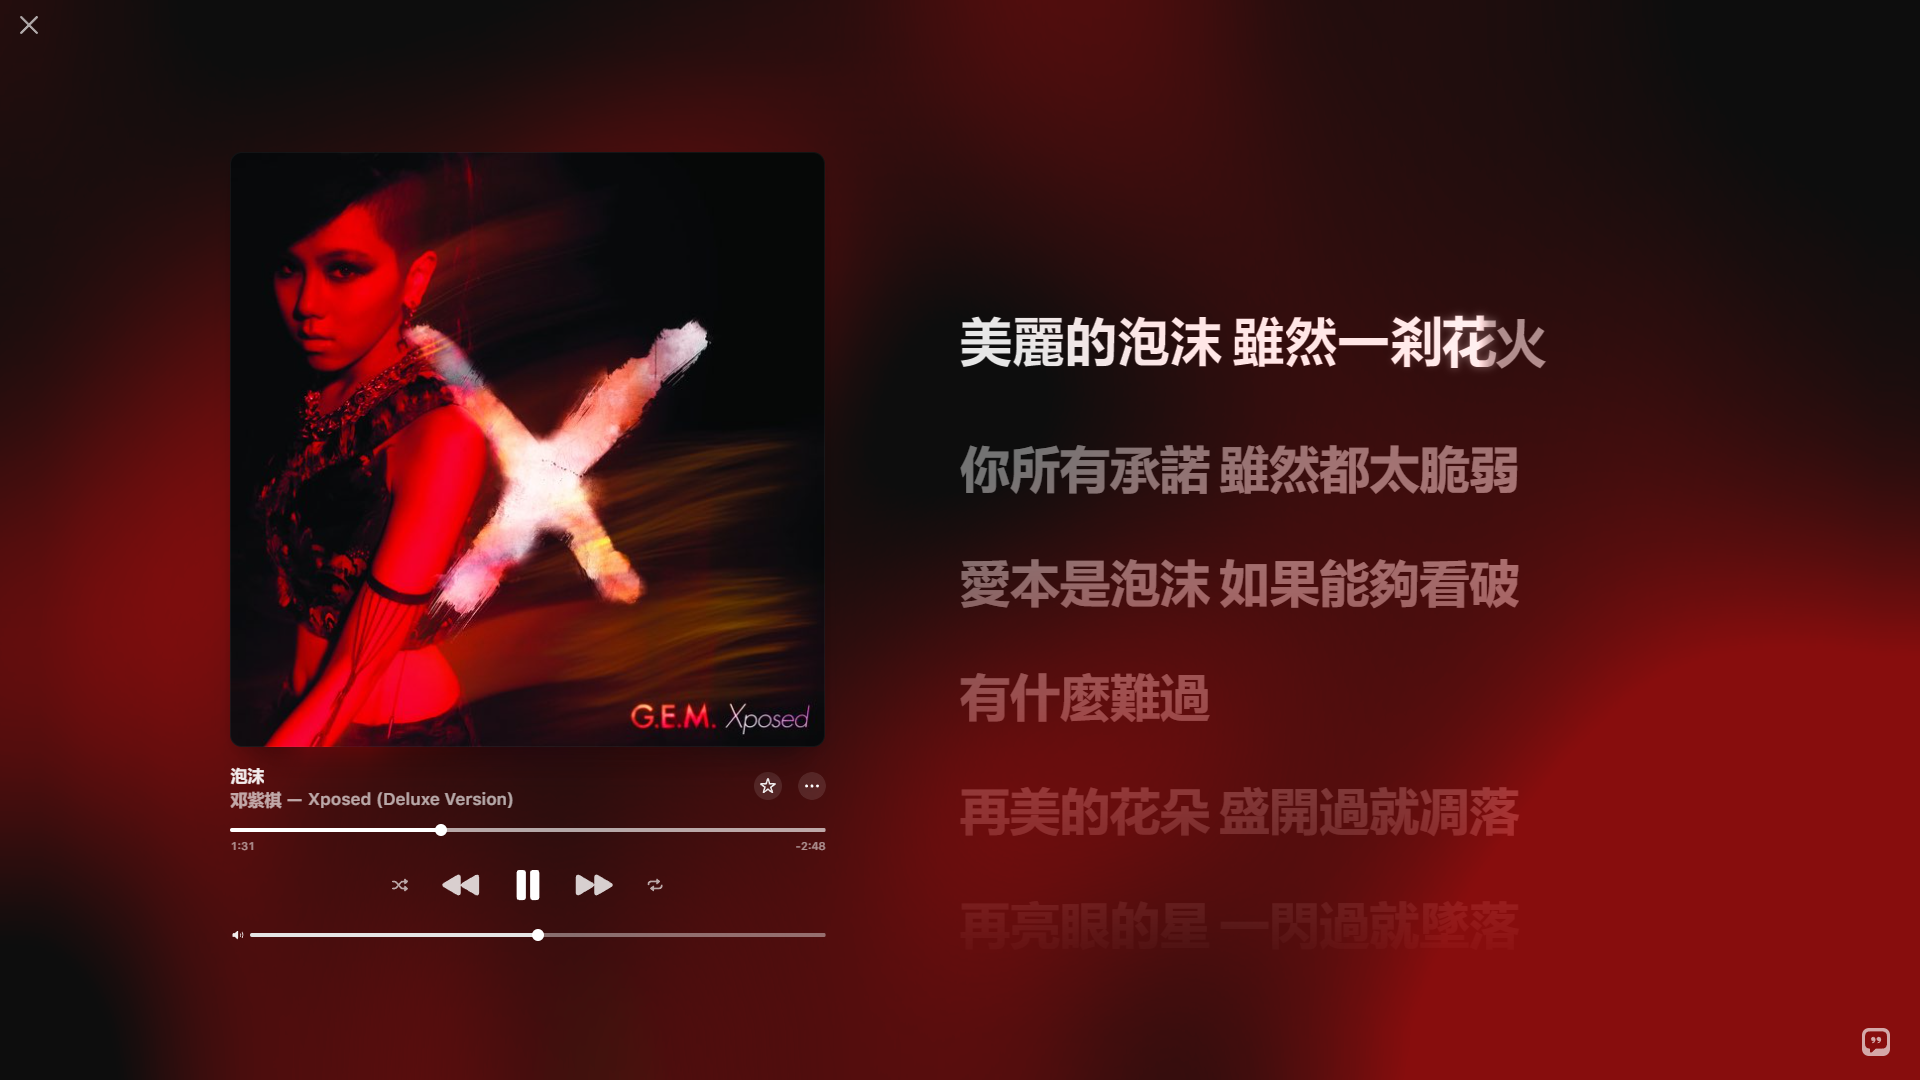 G.E.M. Xposed
泡沫
邓紫棋 — Xposed (Deluxe Version)
1:31
-2:48
美麗的泡沫 雖然一剎花火
你所有承諾 雖然都太脆弱
愛本是泡沫 如果能夠看破
有什麼難過
再美的花朵 盛開過就凋落
再亮眼的星 一閃過就墜落